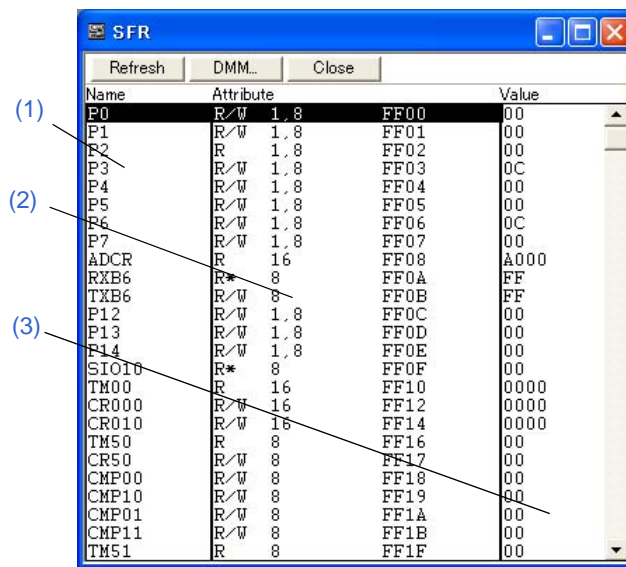 SFR
Refresh DMM... Close
Name Attribute Value
P0 R/W 1,8 FF00 00
(1)
P1 R/W 1,8 FF01 00
P2 R 1,8 FF02 00
P3 R/W 1,8 FF03 0C
P4 R/W 1,8 FF04 00
P5 R/W 1,8 FF05 00
(2)
P6 R/W 1,8 FF06 0C
P7 R/W 1,8 FF07 00
ADCR R 16 FF08 A000
RXB6 R* 8 FF0A FF
TXB6 R/W 8 FF0B FF
P12 R/W 1,8 FF0C 00
(3)
P13 R/W 1,8 FF0D 00
P14 R/W 1,8 FF0E 00
SIO10 R* 8 FF0F 00
TM00 R 16 FF10 0000
CR000 R/W 16 FF12 0000
CR010 R/W 16 FF14 0000
TM50 R 8 FF16 00
CR50 R/W 8 FF17 00
CMP00 R/W 8 FF18 00
CMP10 R/W 8 FF19 00
CMP01 R/W 8 FF1A 00
CMP11 R/W 8 FF1B 00
TM51 R 8 FF1F 00